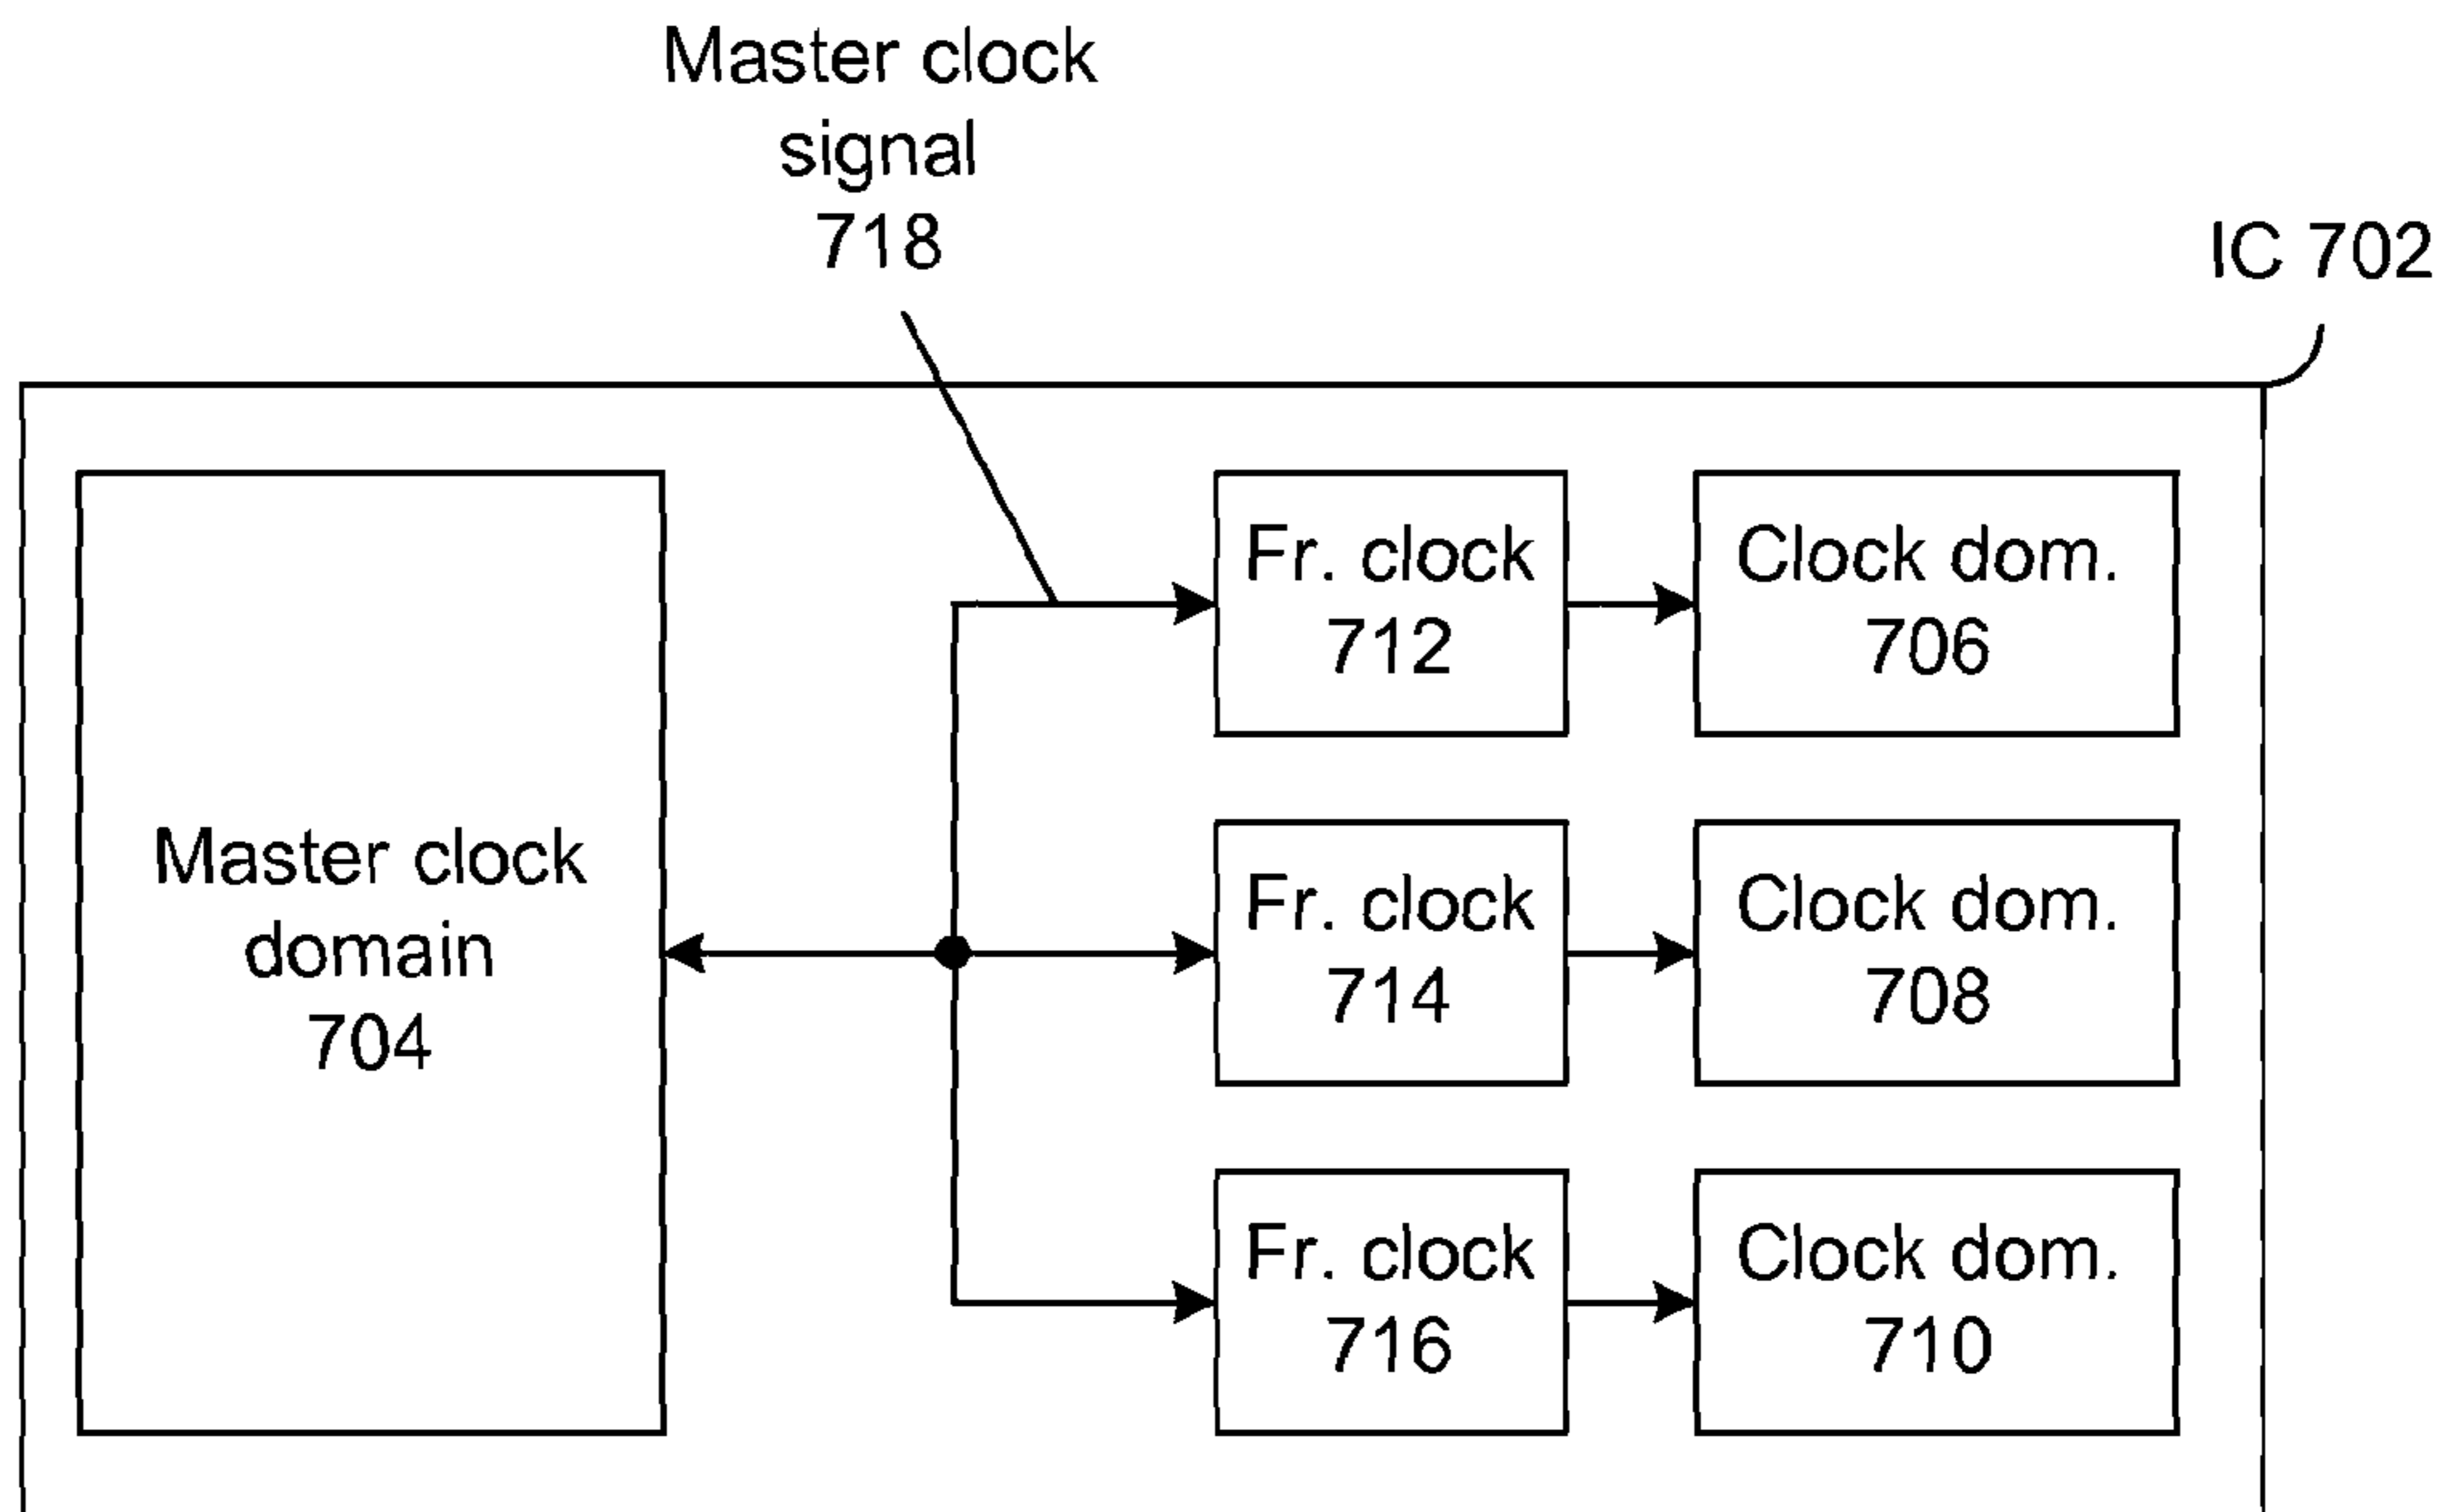 Master clock
signal
718
IC 702
Fr. clock
712
Clock dom.
706
Master clock
domain
704
Fr. clock
714
Clock dom.
708
Fr. clock
716
Clock dom.
710